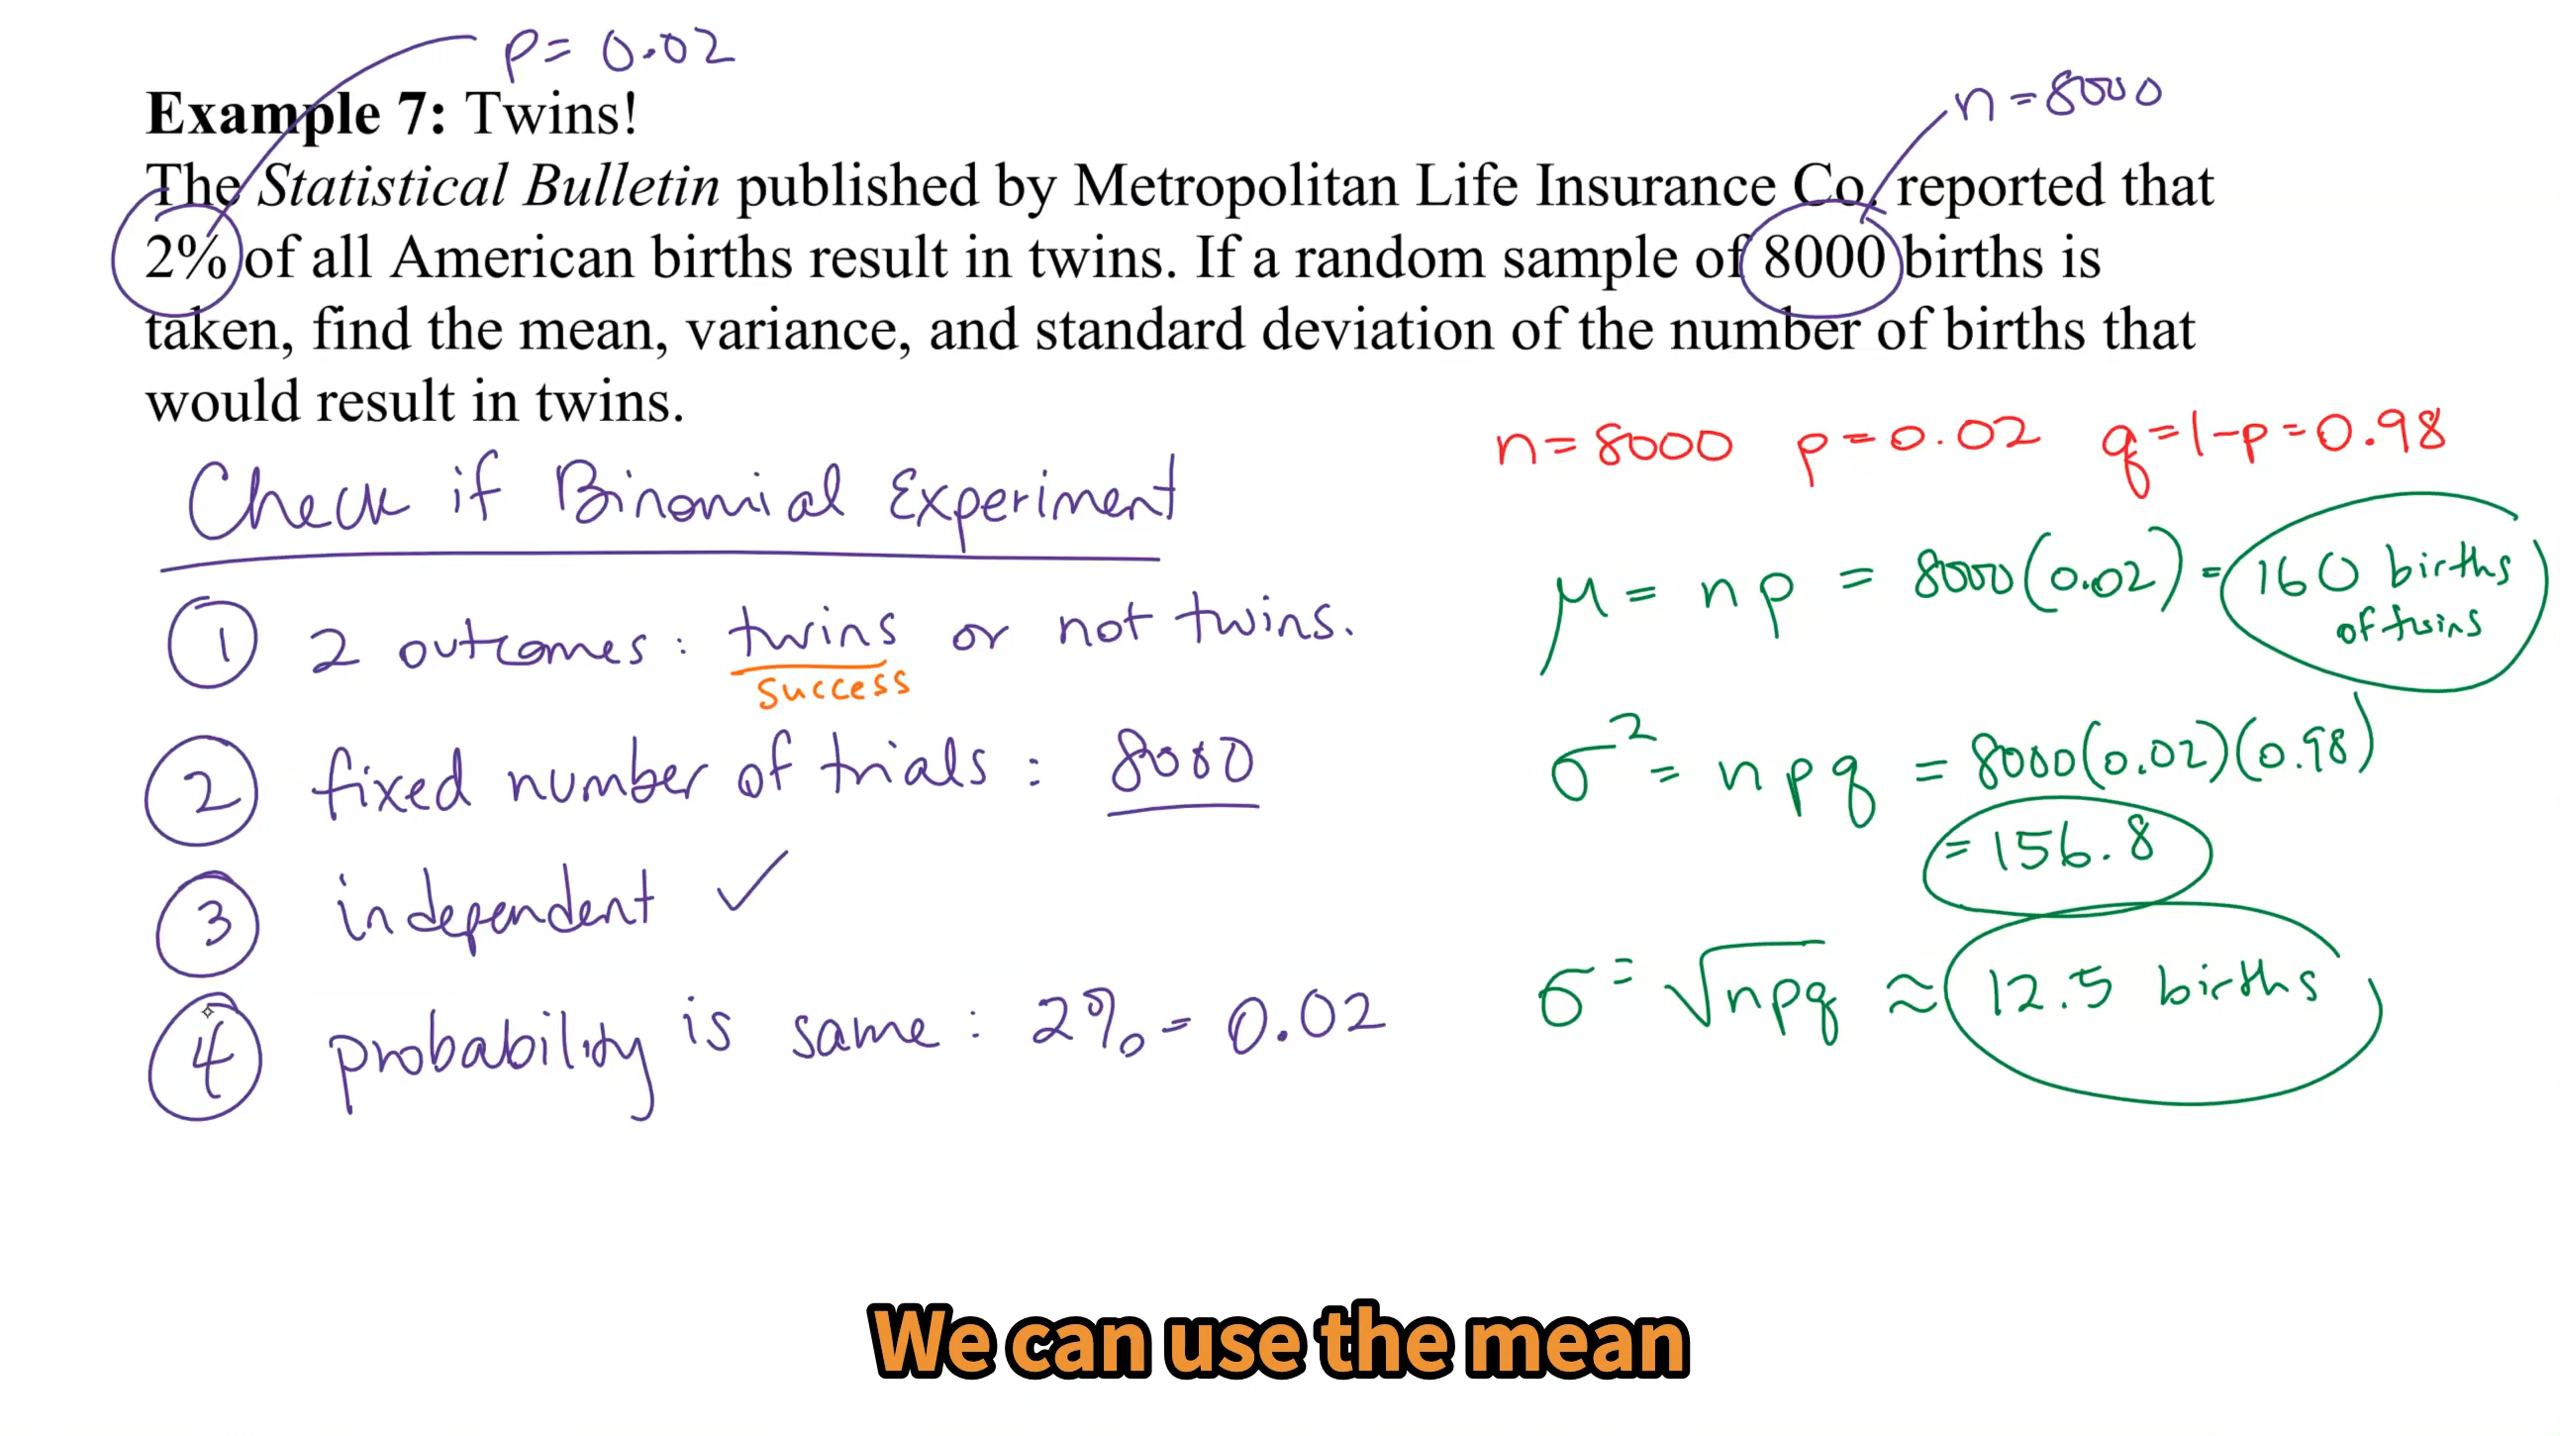 p = 0.02
n = 8000
Example 7: Twins!
The Statistical Bulletin published by Metropolitan Life Insurance Co. reported that
2% of all American births result in twins. If a random sample of 8000 births is
taken, find the mean, variance, and standard deviation of the number of births that
would result in twins.
n = 8000 p = 0.02 q = 1 - p = 0.98
Check if Binomial Experiment
① 2 outcomes : twins or not twins.
success
② fixed number of trials : 8000
③ independent ✓
④ probability is same : 2% = 0.02
μ = np = 8000(0.02) = 160 births
of twins
σ² = npq = 8000(0.02)(0.98)
= 156.8
σ = √npq ≈ 12.5 births
We can use the mean